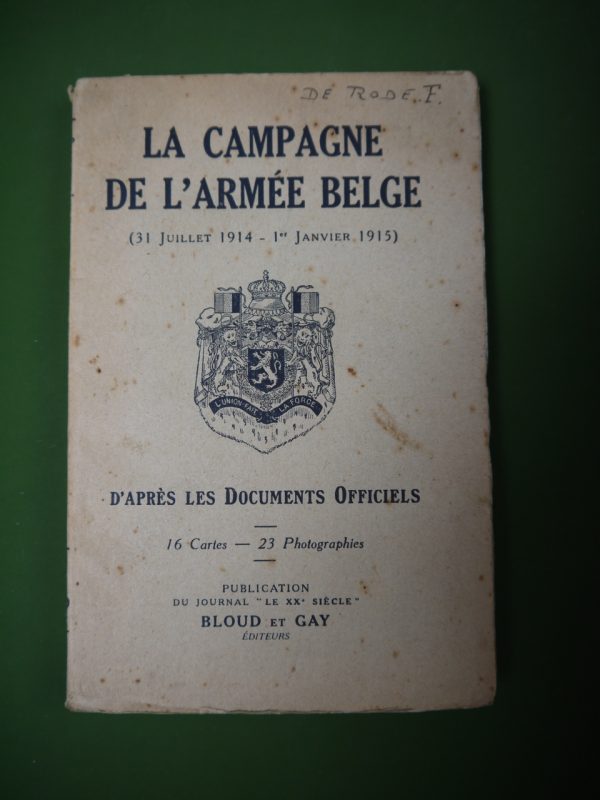 DE RODE. F.
LA CAMPAGNE
DE L'ARMÉE BELGE
(31 JUILLET 1914 - 1er JANVIER 1915)
L'UNION FAIT LA FORCE
D'APRÈS LES DOCUMENTS OFFICIELS
16 Cartes — 23 Photographies
PUBLICATION
DU JOURNAL "LE XXe SIÈCLE"
BLOUD ET GAY
ÉDITEURS